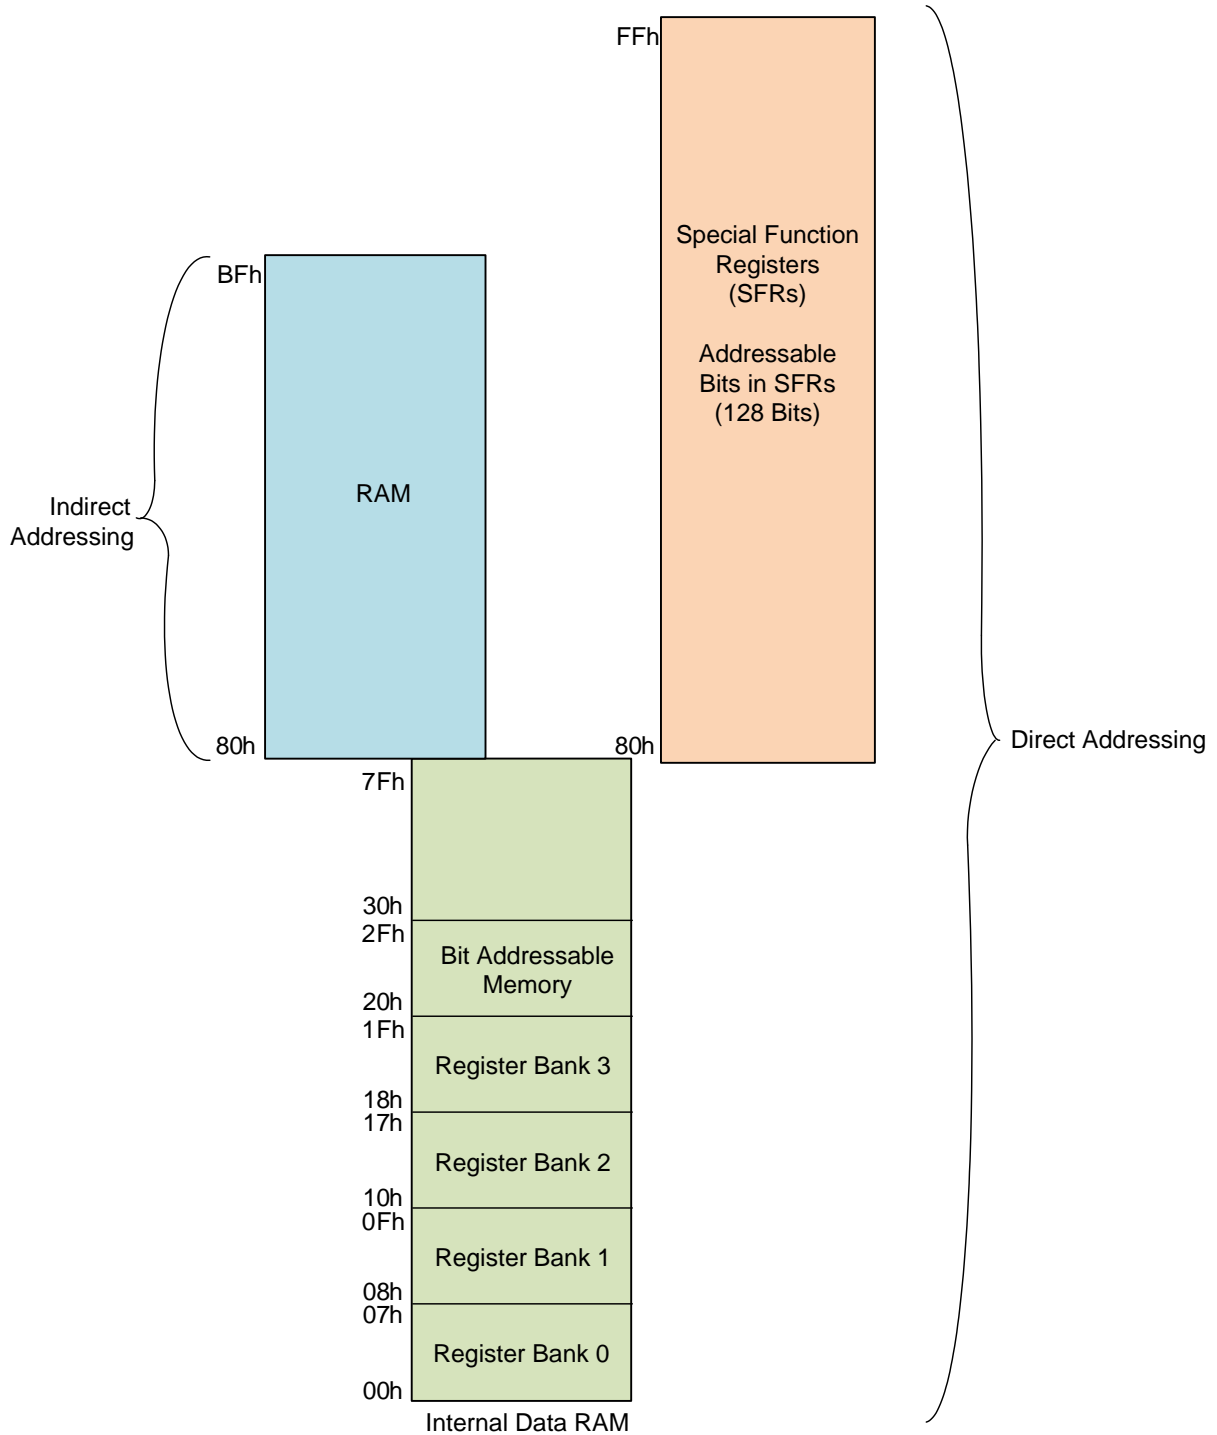 FFh
Special Function
Registers
(SFRs)
Addressable
Bits in SFRs
(128 Bits)
BFh
RAM
Indirect
Addressing
80h
80h
Direct Addressing
7Fh
30h
2Fh
Bit Addressable
Memory
20h
1Fh
Register Bank 3
18h
17h
Register Bank 2
10h
0Fh
Register Bank 1
08h
07h
Register Bank 0
00h
Internal Data RAM